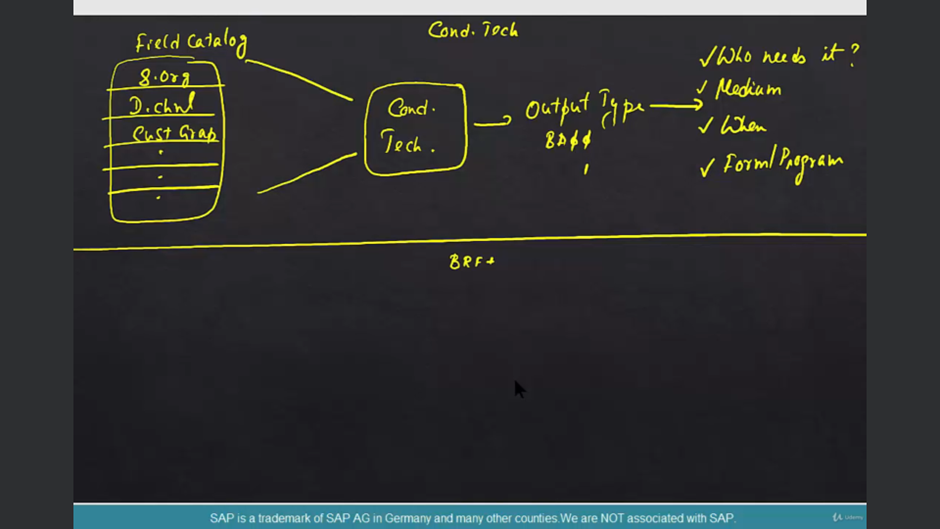 Cond. Tech
Field Catalog
S.Org
D.chnl
Cust Grap
Cond.
Tech.
Output Type
BAØØ
✓ Who needs it?
✓ Medium
✓ When
✓ Form/Program
BRF+
SAP is a trademark of SAP AG in Germany and many other counties.We are NOT associated with SAP.
Udemy